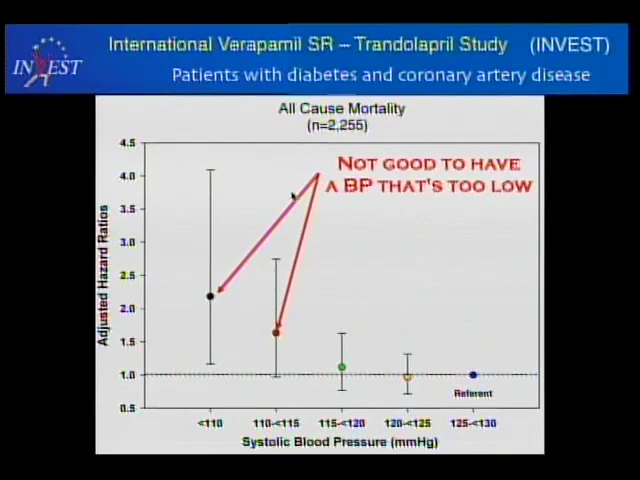 International Verapamil SR – Trandolapril Study (INVEST)
INVEST
Patients with diabetes and coronary artery disease
All Cause Mortality
(n=2,255)
4.5
4.0
3.5
3.0
2.5
2.0
1.5
1.0
0.5
Adjusted Hazard Ratios
NOT GOOD TO HAVE
A BP THAT'S TOO LOW
Referent
<110
110-<115
115-<120
120-<125
125-<130
Systolic Blood Pressure (mmHg)